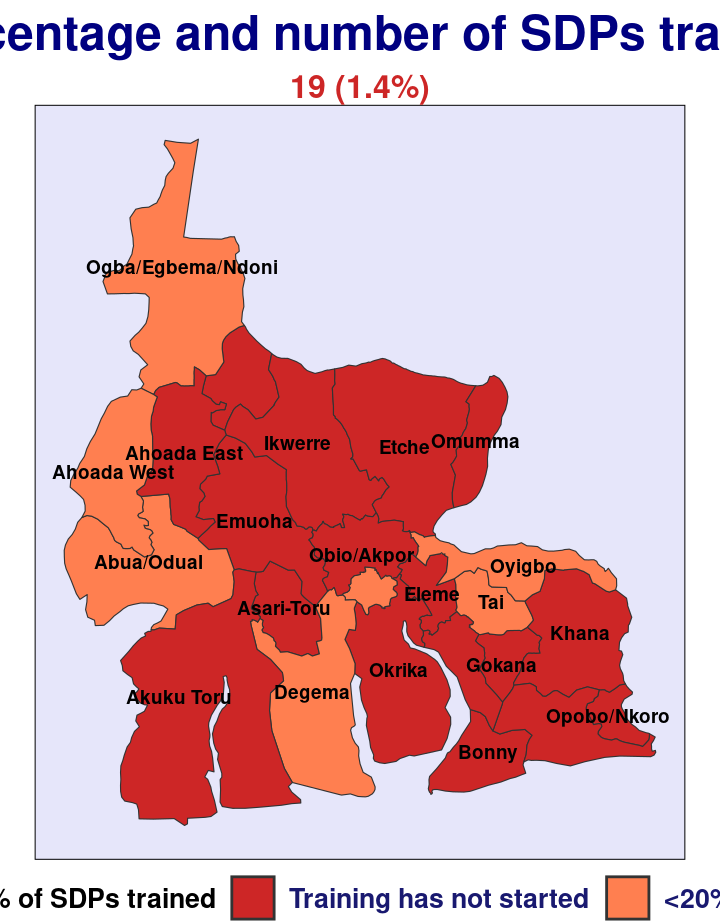 centage and number of SDPs tra
19 (1.4%)
Ogba/Egbema/Ndoni
Ikwerre
Etche
Omumma
Ahoada East
Ahoada West
Emuoha
Obio/Akpor
Abua/Odual
Oyigbo
Eleme
Tai
Asari-Toru
Khana
Gokana
Okrika
Degema
Akuku Toru
Opobo/Nkoro
Bonny
% of SDPs trained
Training has not started
<20%